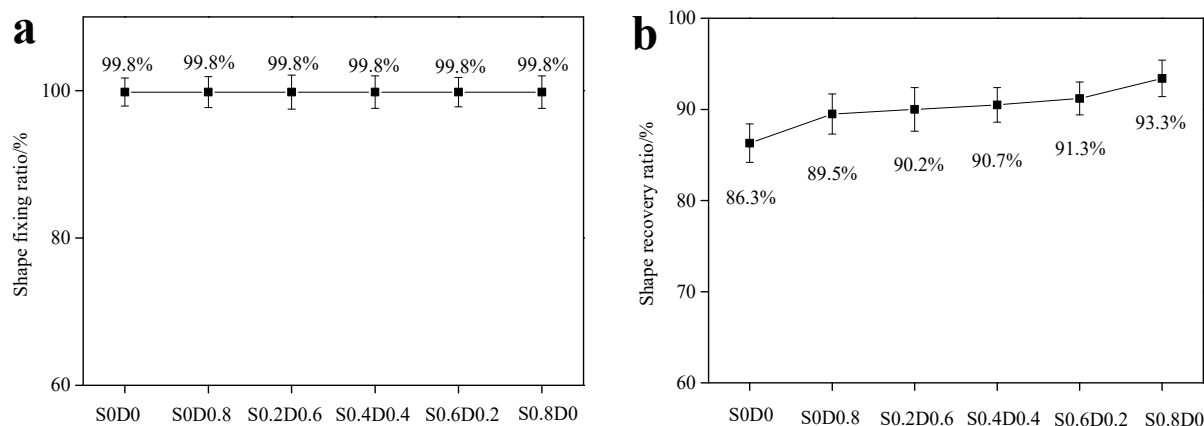 a
99.8% 99.8% 99.8% 99.8% 99.8% 99.8%
100
80
60
Shape fixing ratio/%
S0D0 S0D0.8 S0.2D0.6 S0.4D0.4 S0.6D0.2 S0.8D0
b
100
90
80
70
60
Shape recovery ratio/%
86.3% 89.5% 90.2% 90.7% 91.3% 93.3%
S0D0 S0D0.8 S0.2D0.6 S0.4D0.4 S0.6D0.2 S0.8D0